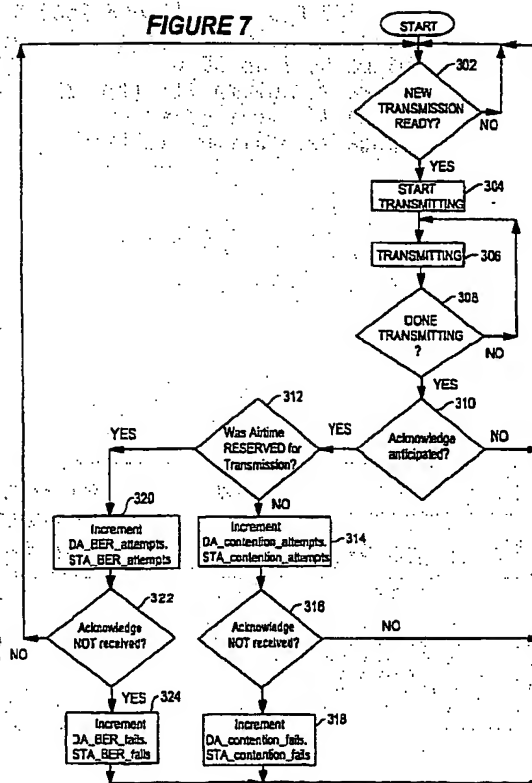 FIGURE 7
START
302
NEW
TRANSMISSION
READY?
NO
YES
START
TRANSMITTING
304
TRANSMITTING
306
308
DONE
TRANSMITTING
?
NO
YES
310
312
Was Airtime
RESERVED for
Transmission?
YES
YES
Acknowledge
anticipated?
NO
NO
320
Increment
DA_BER_attempts.
STA_BER_attempts
Increment
DA_contention_attempts.
STA_contention_attempts
314
322
Acknowledge
NOT received?
NO
316
Acknowledge
NOT received?
NO
YES
324
Increment
DA_BER_fails.
STA_BER_fails
YES
Increment
DA_contention_fails.
STA_contention_fails
318